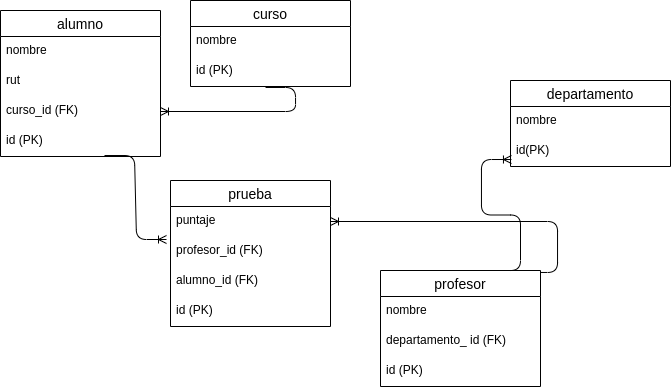 alumno
nombre
rut
curso_id (FK)
id (PK)
curso
nombre
id (PK)
departamento
nombre
id(PK)
prueba
puntaje
profesor_id (FK)
alumno_id (FK)
id (PK)
profesor
nombre
departamento_ id (FK)
id (PK)